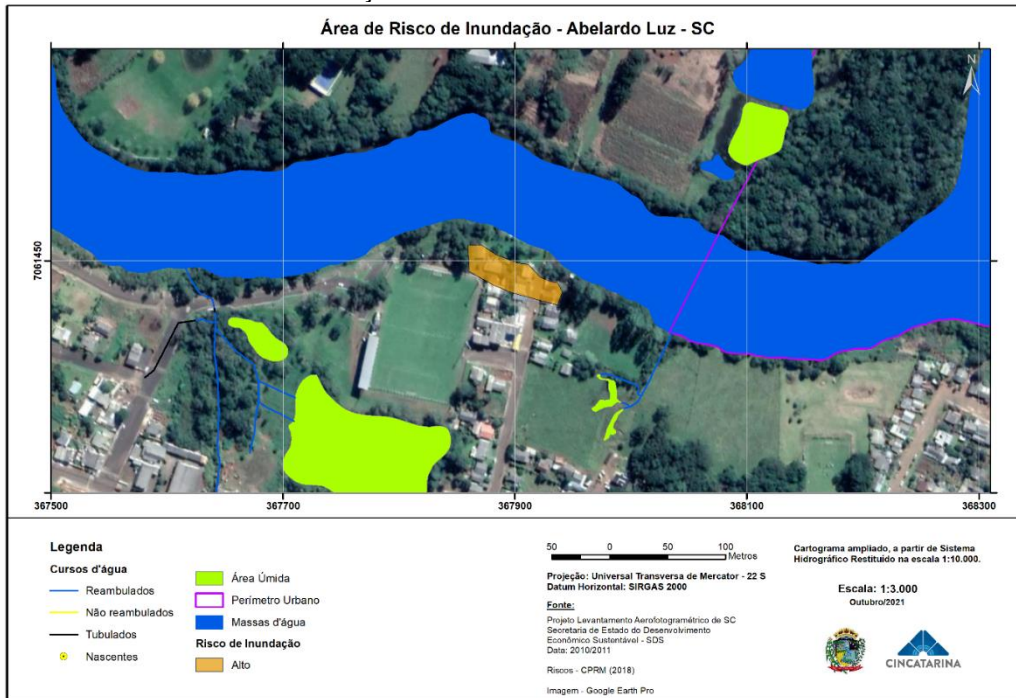 Área de Risco de Inundação - Abelardo Luz - SC
N
7061450
367500
367700
367900
368100
368300
Legenda
Cursos d'água
Reambulados
Não reambulados
Tubulados
Nascentes
Área Úmida
Perímetro Urbano
Massas d'água
Risco de Inundação
Alto
50 0 50 100
Metros
Projeção: Universal Transversa de Mercator - 22 S
Datum Horizontal: SIRGAS 2000
Fonte:
Projeto Levantamento Aerofotogramétrico de SC
Secretaria de Estado do Desenvolvimento
Econômico Sustentável - SDS
Data: 2010/2011
Riscos - CPRM (2018)
Imagem - Google Earth Pro
Cartograma ampliado, a partir de Sistema
Hidrográfico Restituído na escala 1:10.000.
Escala: 1:3.000
Outubro/2021
CINCATARINA